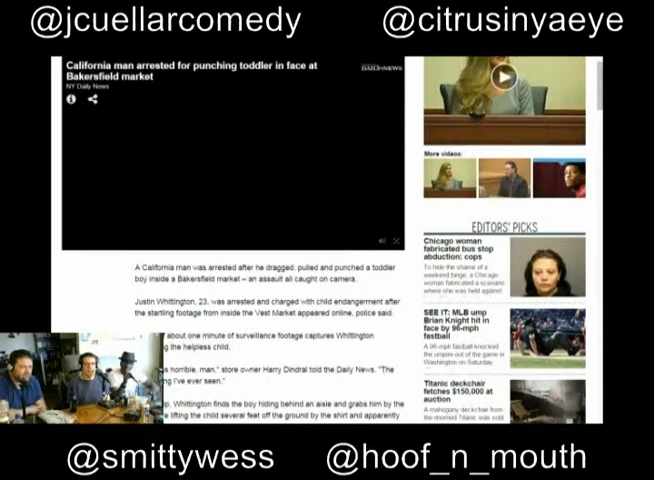 @jcuellarcomedy
@citrusinyaeye
California man arrested for punching toddler in face at
Bakersfield market
NY Daily News
DAILY NEWS
A California man was arrested after he dragged, pulled and punched a toddler
boy inside a Bakersfield market – an assault all caught on camera.
Justin Whittington, 23, was arrested and charged with child endangerment after
the startling footage from inside the Vest Market appeared online, police said.
about one minute of surveillance footage captures Whittington
g the helpless child.
s horrible, man." store owner Harry Dindral told the Daily News. "The
ng I've ever seen."
p. Whittington finds the boy hiding behind an aisle and grabs him by the
e lifting the child several feet off the ground by the shirt and apparently
More videos:
EDITORS' PICKS
Chicago woman
fabricated bus stop
abduction: cops
To hide the shame of a
weekend binge, a Chicago
woman fabricated a scenario
where she was held against
SEE IT: MLB ump
Brian Knight hit in
face by 96-mph
fastball
A 96-mph fastball knocked
the umpire out of the game in
Washington on Saturday
Titanic deckchair
fetches $150,000 at
auction
A mahogany deckchair from
the doomed Titanic was sold
@smittywess
@hoof_n_mouth